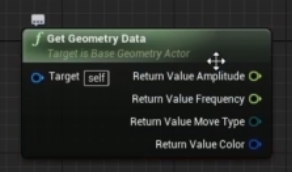 f Get Geometry Data
Target is Base Geometry Actor
Target self Return Value Amplitude
Return Value Frequency
Return Value Move Type
Return Value Color